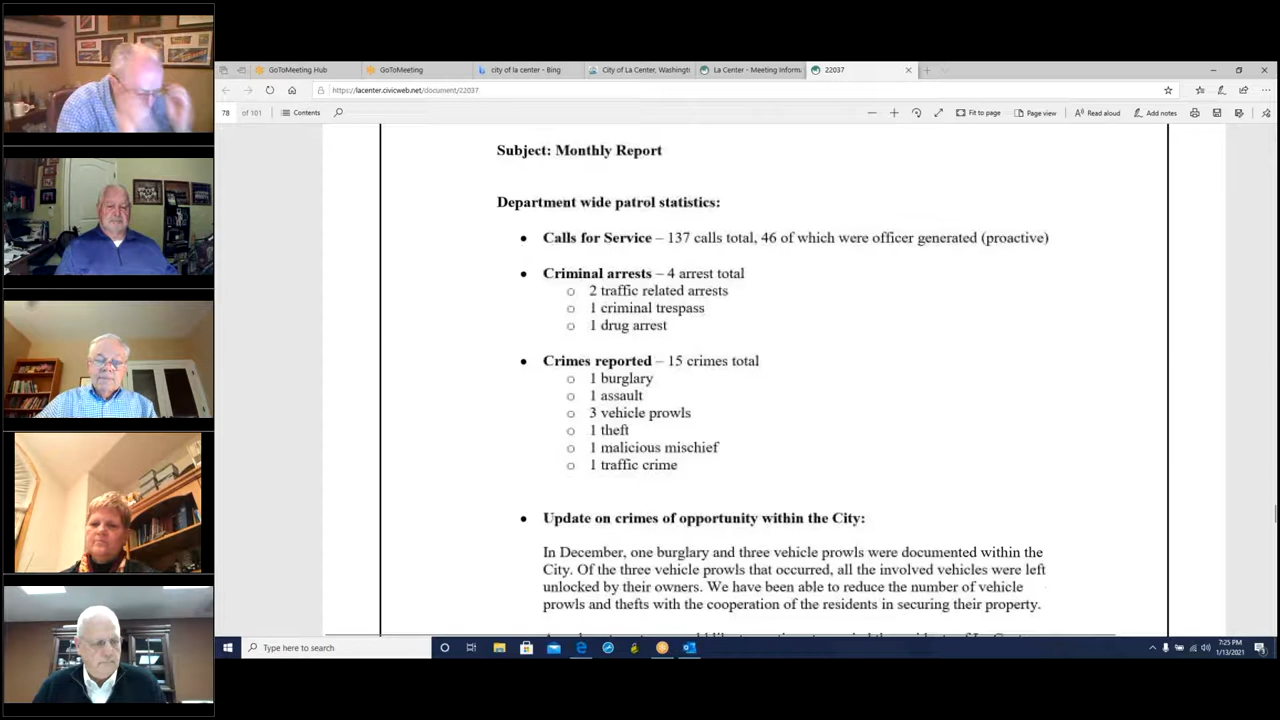 GoToMeeting Hub
GoToMeeting
city of la center - Bing
City of La Center, Washingt
La Center - Meeting Inform
22037
https://lacenter.civicweb.net/document/22037
78 of 101
Contents
Fit to page
Page view
Read aloud
Add notes
Subject: Monthly Report
Department wide patrol statistics:
• Calls for Service – 137 calls total, 46 of which were officer generated (proactive)
• Criminal arrests – 4 arrest total
o 2 traffic related arrests
o 1 criminal trespass
o 1 drug arrest
• Crimes reported – 15 crimes total
o 1 burglary
o 1 assault
o 3 vehicle prowls
o 1 theft
o 1 malicious mischief
o 1 traffic crime
• Update on crimes of opportunity within the City:
In December, one burglary and three vehicle prowls were documented within the
City. Of the three vehicle prowls that occurred, all the involved vehicles were left
unlocked by their owners. We have been able to reduce the number of vehicle
prowls and thefts with the cooperation of the residents in securing their property.
Type here to search
7:25 PM
1/13/2021